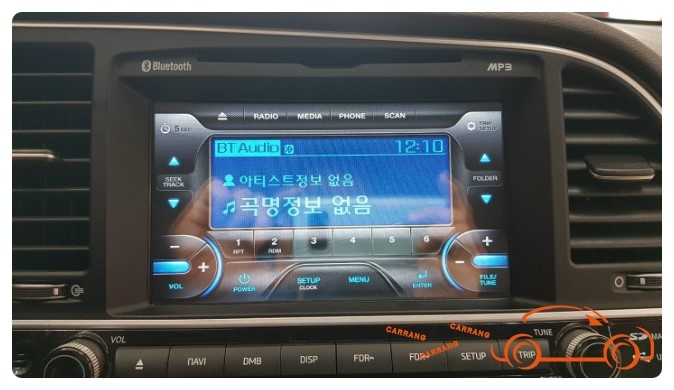 Bluetooth
MP3
5 SEC
RADIO MEDIA PHONE SCAN
TRIP SETUP
BT Audio 12:10
SEEK TRACK
아티스트정보 없음
FOLDER
곡명정보 없음
1 RPT
2 RDM
3
4
5
6
VOL
POWER
SETUP CLOCK
MENU
ENTER
FILE/TUNE
CARRANG
CARRANG
CARRANG
VOL
TUNE
NAVI
DMB
DISP
SETUP
TRIP
SD